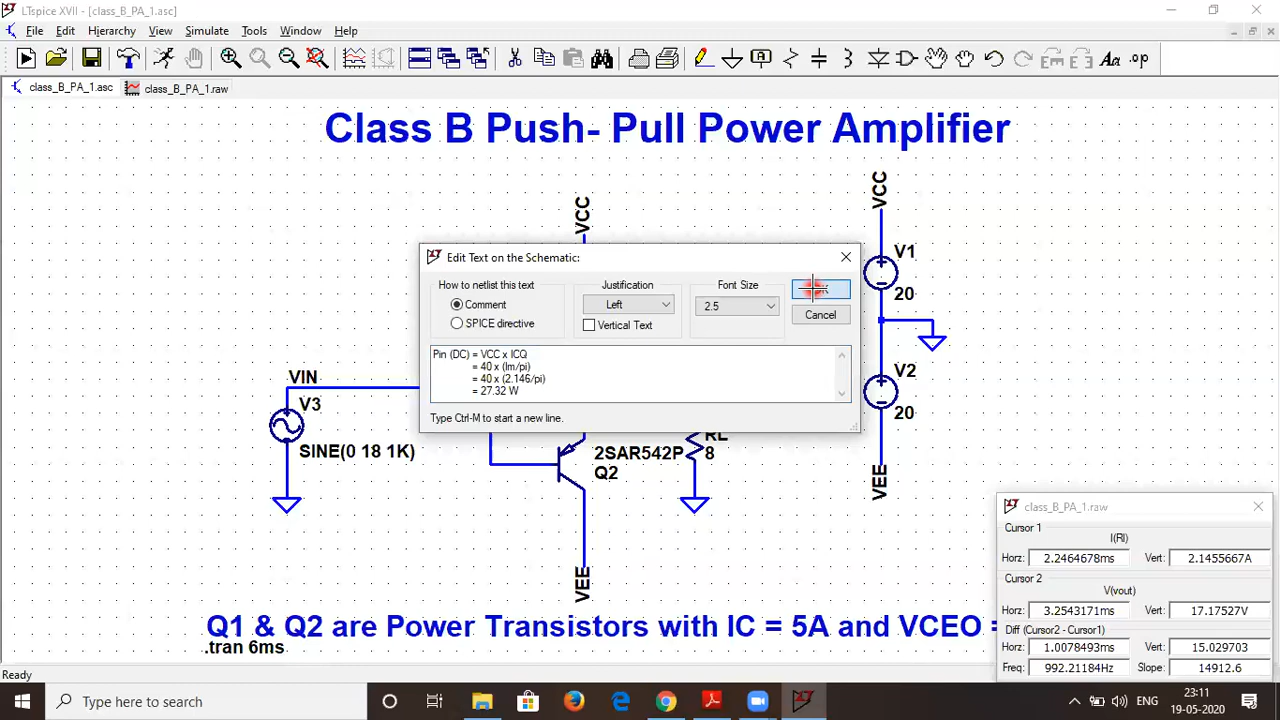 LTspice XVII - [class_B_PA_1.asc]
File Edit Hierarchy View Simulate Tools Window Help
class_B_PA_1.asc class_B_PA_1.raw
Class B Push- Pull Power Amplifier
VCC
VCC
V1
20
V2
20
VEE
VIN
V3
SINE(0 18 1K)
2SAR542P
Q2
RL
8
VEE
Q1 & Q2 are Power Transistors with IC = 5A and VCEO =
.tran 6ms
Edit Text on the Schematic:
How to netlist this text
Comment
SPICE directive
Justification
Left
Vertical Text
Font Size
2.5
Cancel
Pin (DC) = VCC x ICQ
= 40 x (Im/pi)
= 40 x (2.146/pi)
= 27.32 W
Type Ctrl-M to start a new line.
class_B_PA_1.raw
Cursor 1
I(Rl)
Horz: 2.2464678ms Vert: 2.1455667A
Cursor 2
V(vout)
Horz: 3.2543171ms Vert: 17.17527V
Diff (Cursor2 - Cursor1)
Horz: 1.0078493ms Vert: 15.029703
Freq: 992.21184Hz Slope: 14912.6
Ready
Type here to search
ENG
23:11
19-05-2020